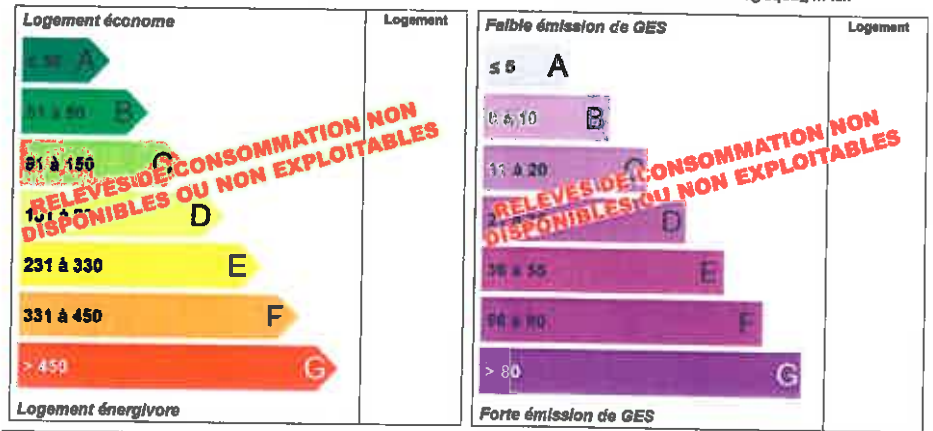 Logement économe
Logement
A
51 à 90 B
91 à 150 C
D
231 à 330 E
331 à 450 F
> 450 G
Logement énergivore
RELEVES DE CONSOMMATION NON
DISPONIBLES OU NON EXPLOITABLES
Faible émission de GES
Logement
≤ 5 A
6 à 10 B
11 à 20 C
D
36 à 55 E
56 à 80 F
> 80 G
Forte émission de GES
RELEVES DE CONSOMMATION NON
DISPONIBLES OU NON EXPLOITABLES